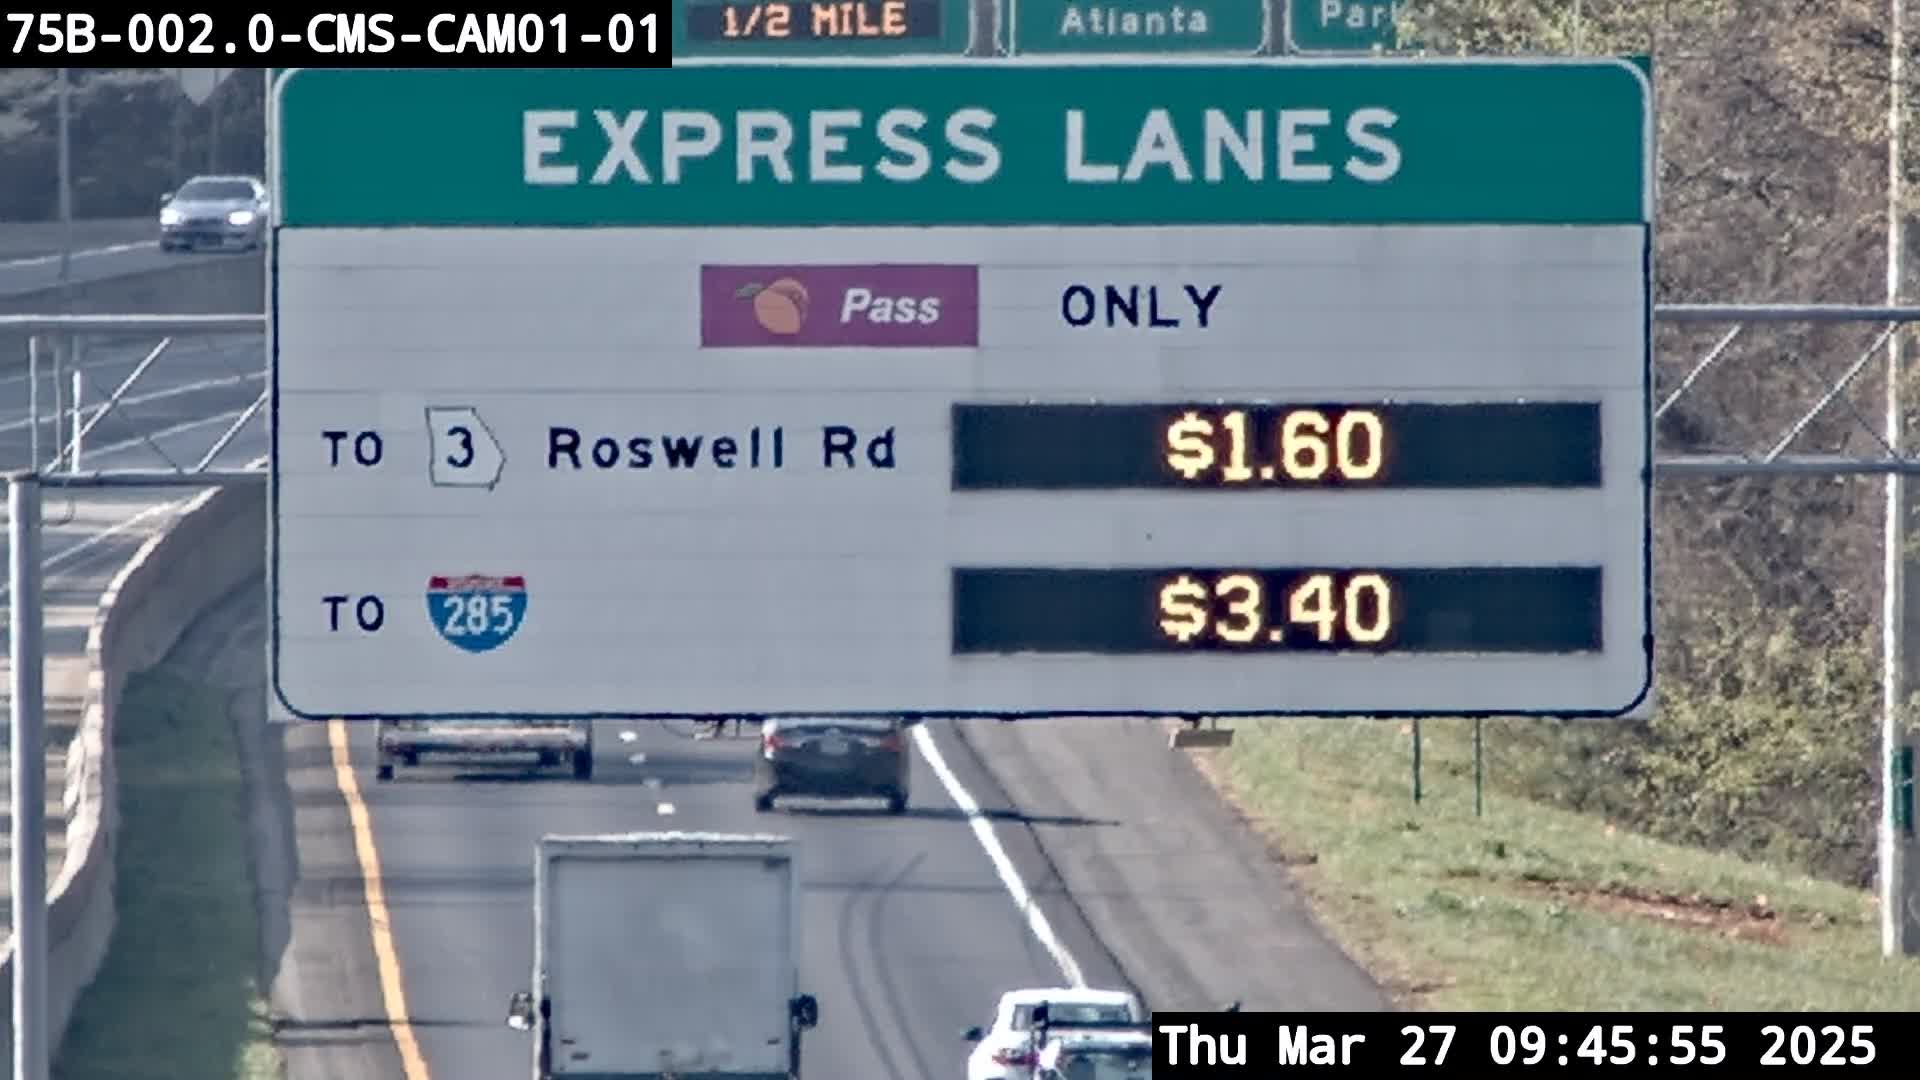 75B-002.0-CMS-CAM01-01
1/2 MILE
Atlanta
EXPRESS LANES
Pass ONLY
TO 3 Roswell Rd $1.60
TO 285 $3.40
Thu Mar 27 09:45:55 2025